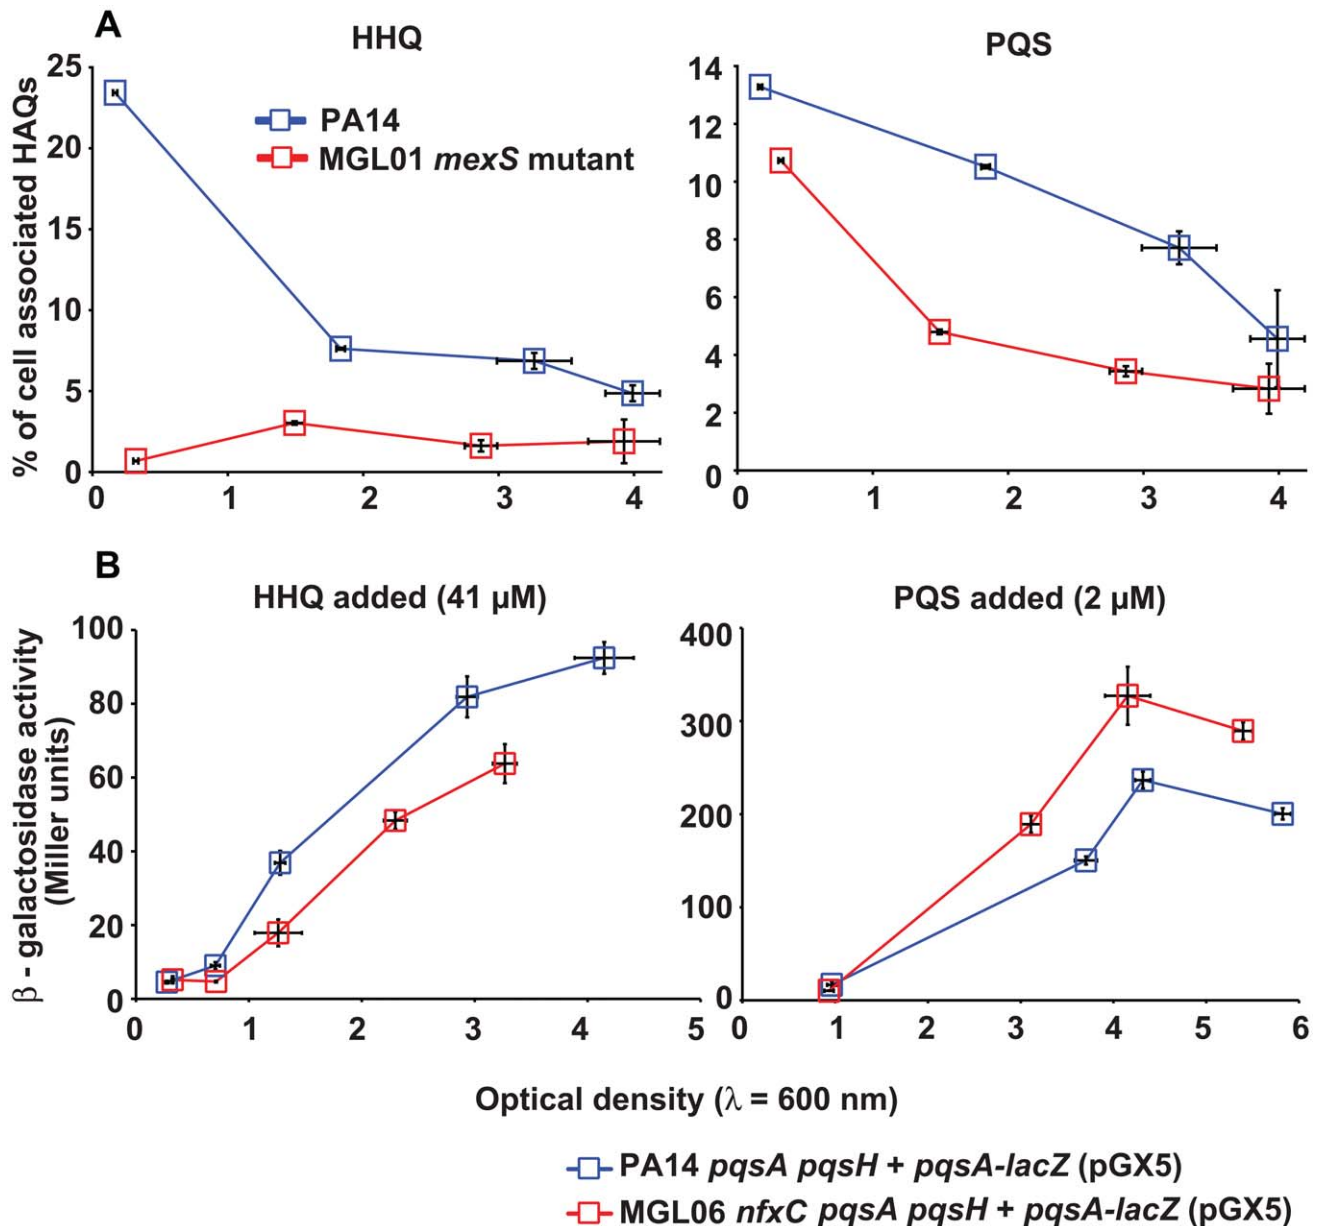 A
HHQ
PQS
% of cell associated HAQs
25
20
15
10
5
0
0 1 2 3 4
PA14
MGL01 mexS mutant
14
12
10
8
6
4
2
0
0 1 2 3 4
B
HHQ added (41 µM)
PQS added (2 µM)
β - galactosidase activity
(Miller units)
100
80
60
40
20
0
0 1 2 3 4 5
400
300
200
100
0
0 1 2 3 4 5 6
Optical density (λ = 600 nm)
PA14 pqsA pqsH + pqsA-lacZ (pGX5)
MGL06 nfxC pqsA pqsH + pqsA-lacZ (pGX5)